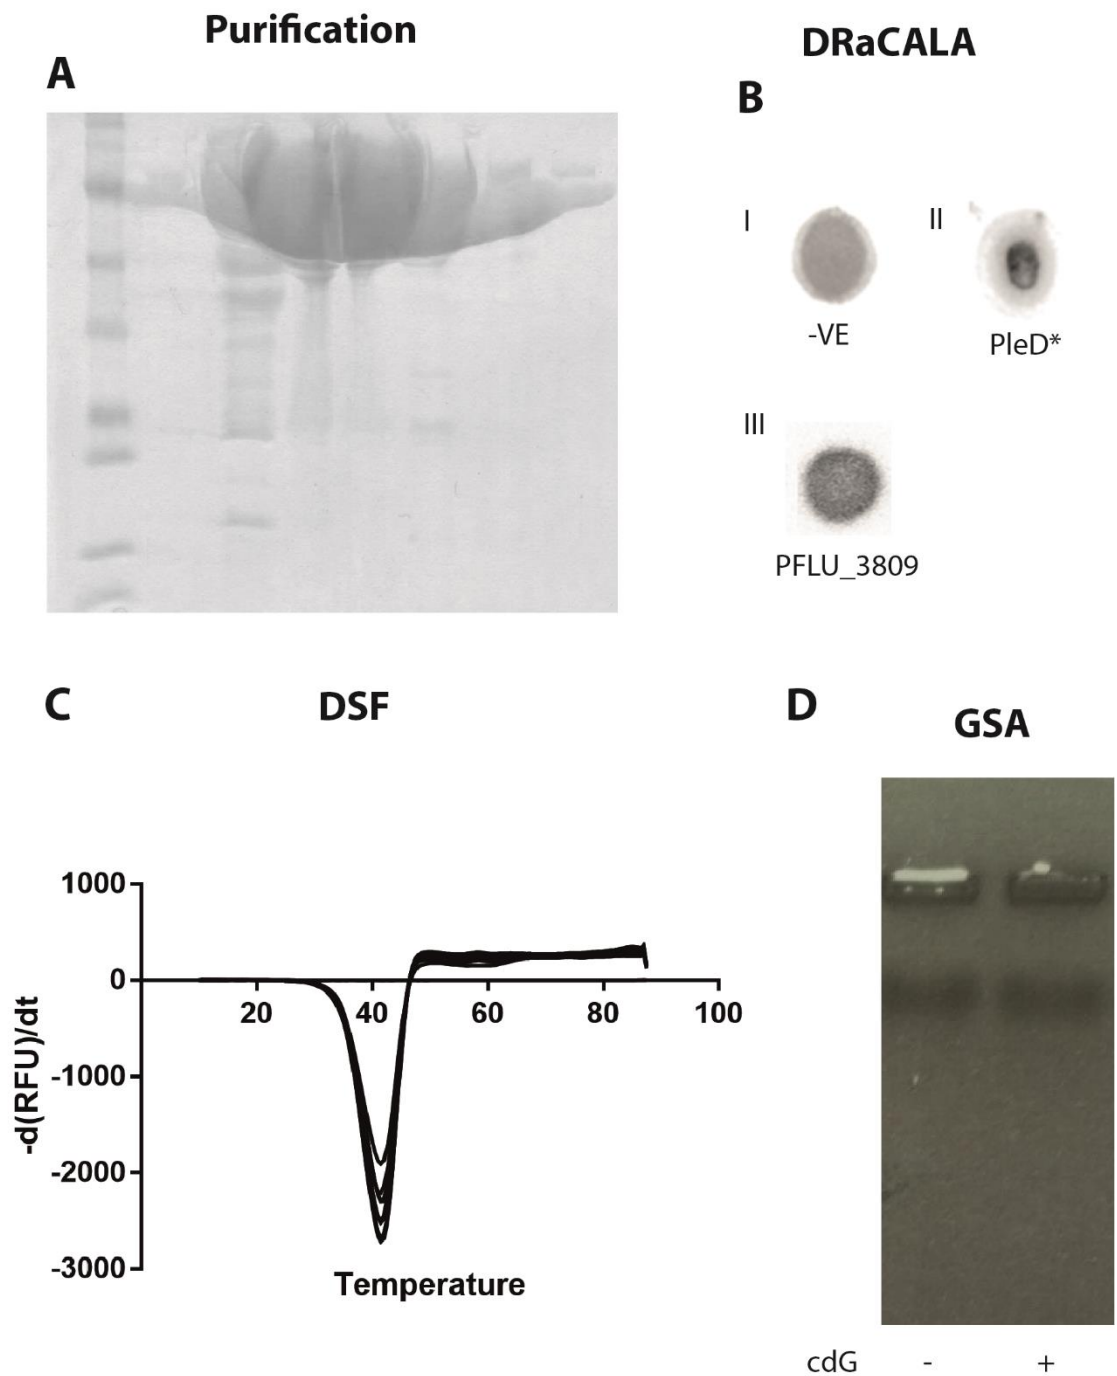 Purification
DRaCALA
A
B
I
II
-VE
PleD*
III
PFLU_3809
C
DSF
D
GSA
1000
0
20
40
60
80
100
-1000
-2000
-3000
-d(RFU)/dt
Temperature
cdG
-
+